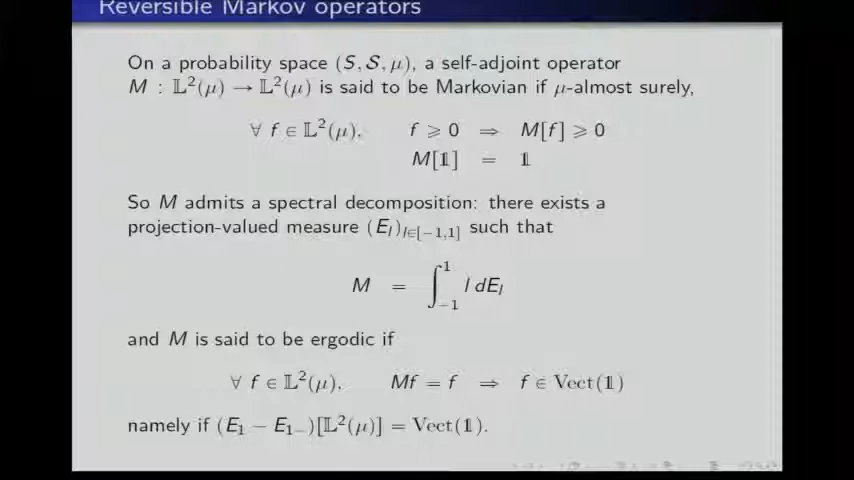 Reversible Markov operators
On a probability space (S, 𝒮, μ), a self-adjoint operator
M : 𝕃²(μ) → 𝕃²(μ) is said to be Markovian if μ-almost surely,
∀ f ∈ 𝕃²(μ), f ⩾ 0 ⇒ M[f] ⩾ 0
M[𝟙] = 𝟙
So M admits a spectral decomposition: there exists a
projection-valued measure (E_l)_{l∈[−1,1]} such that
M = ∫_{−1}^{1} l dE_l
and M is said to be ergodic if
∀ f ∈ 𝕃²(μ), Mf = f ⇒ f ∈ Vect(𝟙)
namely if (E_1 − E_{1−})[𝕃²(μ)] = Vect(𝟙).